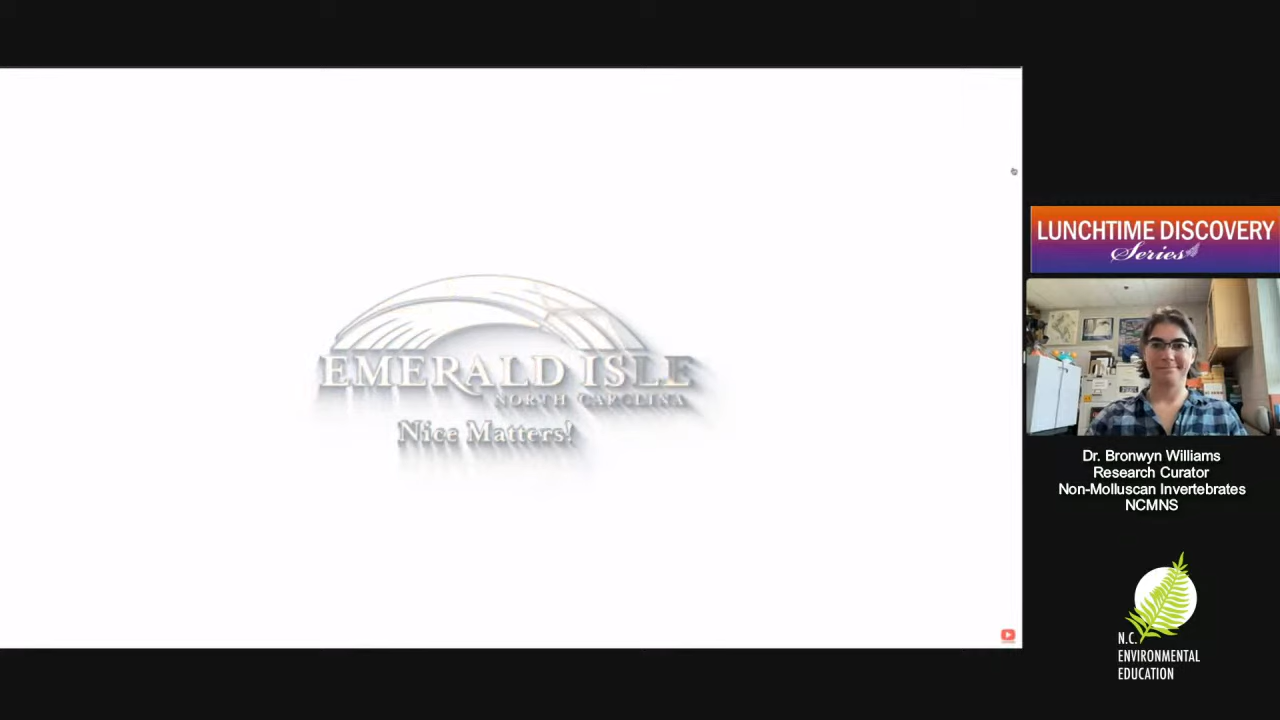 EMERALD ISLE
NORTH CAROLINA
Nice Matters!
LUNCHTIME DISCOVERY
Series
Dr. Bronwyn Williams
Research Curator
Non-Molluscan Invertebrates
NCMNS
N.C.
ENVIRONMENTAL
EDUCATION